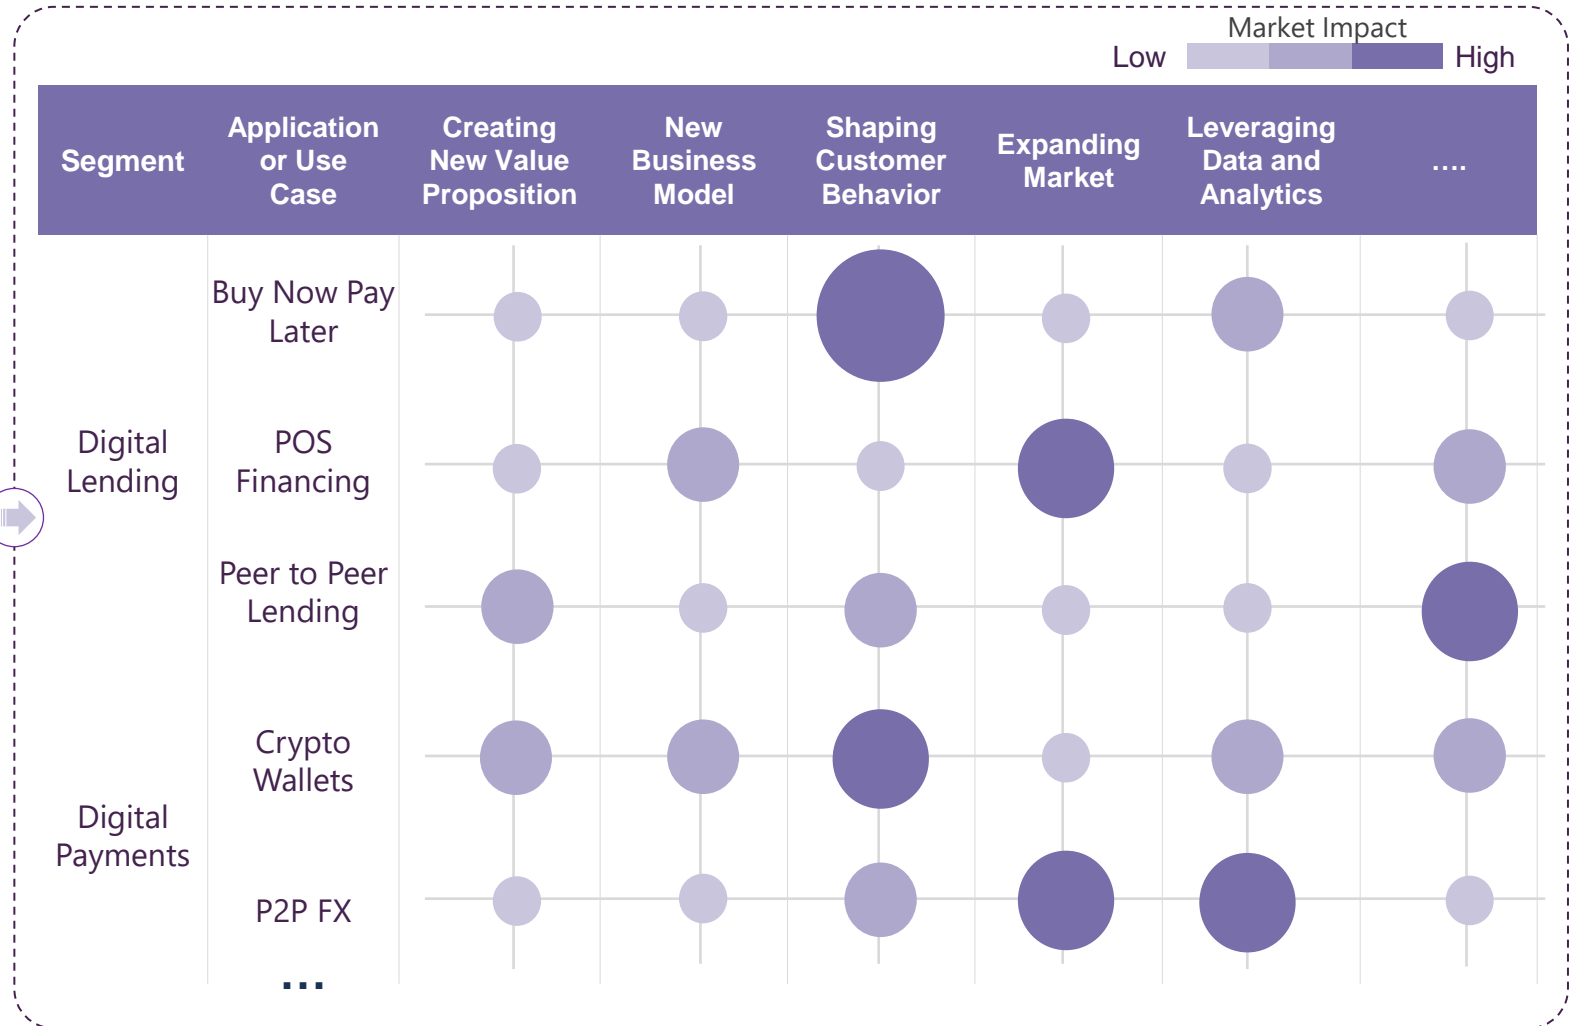 Market Impact
Low
High
Segment
Application
or Use
Case
Creating
New Value
Proposition
New
Business
Model
Shaping
Customer
Behavior
Expanding
Market
Leveraging
Data and
Analytics
....
Digital
Lending
Buy Now Pay
Later
POS
Financing
Peer to Peer
Lending
Digital
Payments
Crypto
Wallets
P2P FX
...